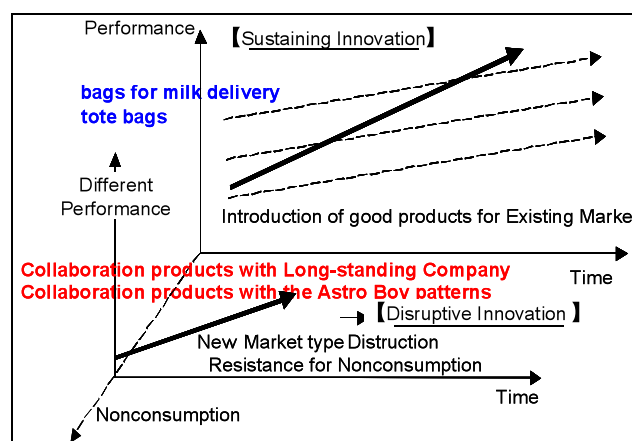 Performance
【Sustaining Innovation】
bags for milk delivery
tote bags
Different
Performance
Introduction of good products for Existing Marke
Collaboration products with Long-standing Company
Time
Collaboration products with the Astro Boy patterns
【Disruptive Innovation】
New Market type Distruction
Resistance for Nonconsumption
Time
Nonconsumption